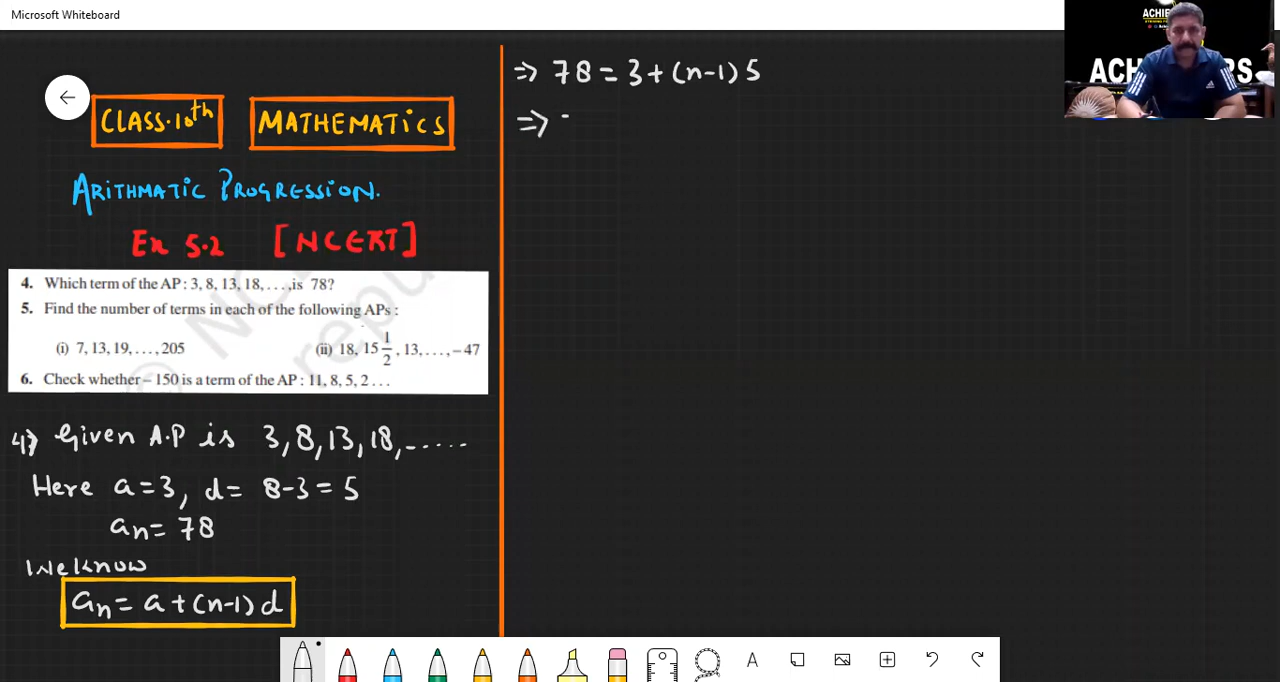 Microsoft Whiteboard
CLASS.10th MATHEMATICS
ARITHMATIC PROGRESSION.
Ex 5.2 [NCERT]
4. Which term of the AP : 3, 8, 13, 18, . . . ,is 78?
5. Find the number of terms in each of the following APs :
(i) 7, 13, 19, . . . , 205 (ii) 18, 15 1/2 , 13, . . . , – 47
6. Check whether – 150 is a term of the AP : 11, 8, 5, 2 . . .
4) Given A.P is 3, 8, 13, 18, ......
Here a = 3, d = 8-3 = 5
an = 78
We know
an = a + (n-1) d
⇒ 78 = 3 + (n-1) 5
⇒